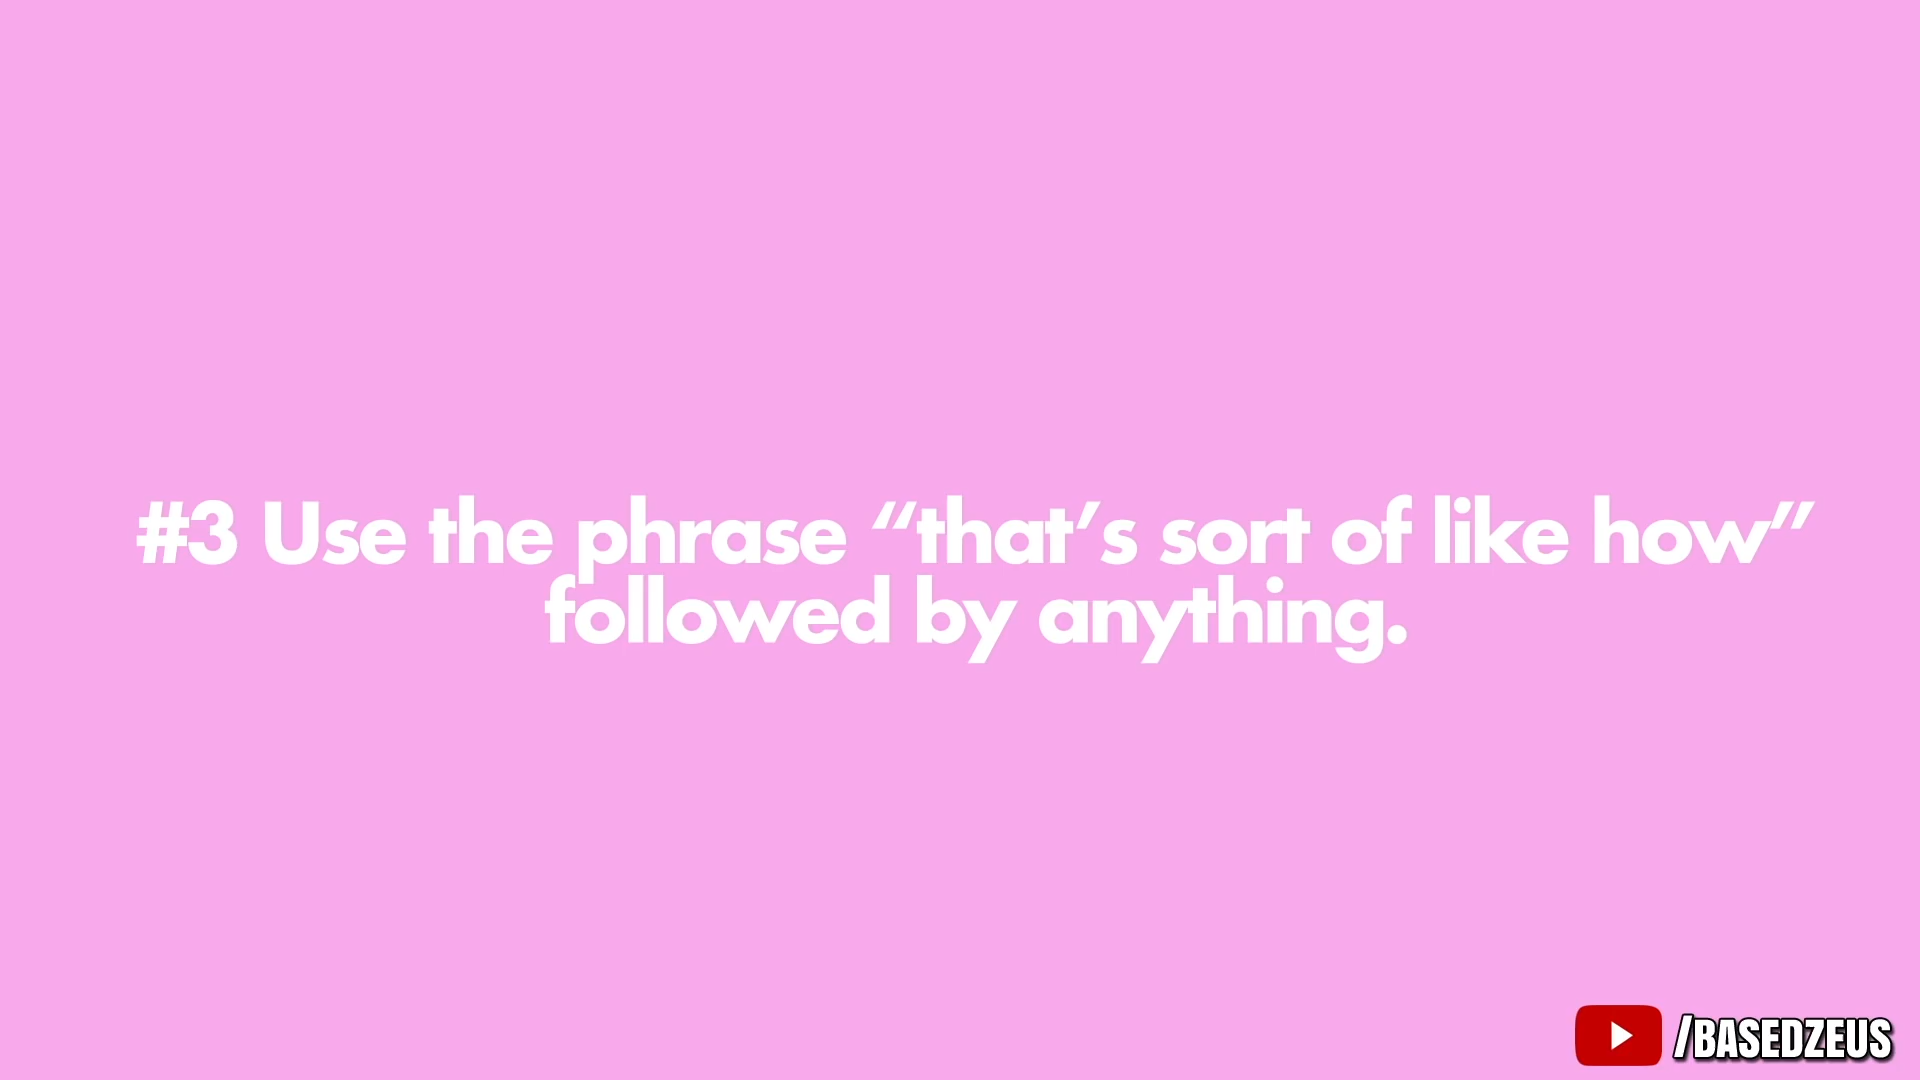 #3 Use the phrase “that’s sort of like how”
followed by anything.
/BASEDZEUS